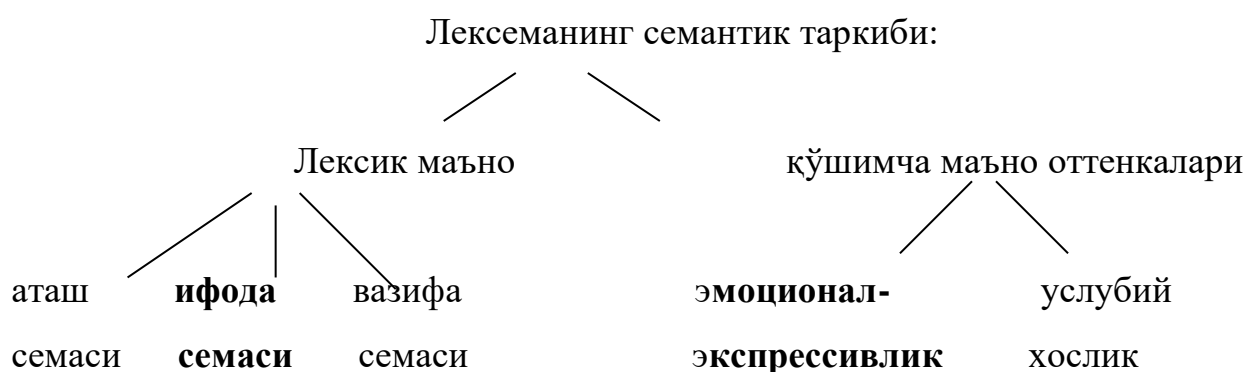 Лексеманинг семантик таркиби:
Лексик маъно қўшимча маъно оттенкалари
аташ ифода вазифа эмоционал- услубий
семаси семаси семаси экспрессивлик хослик